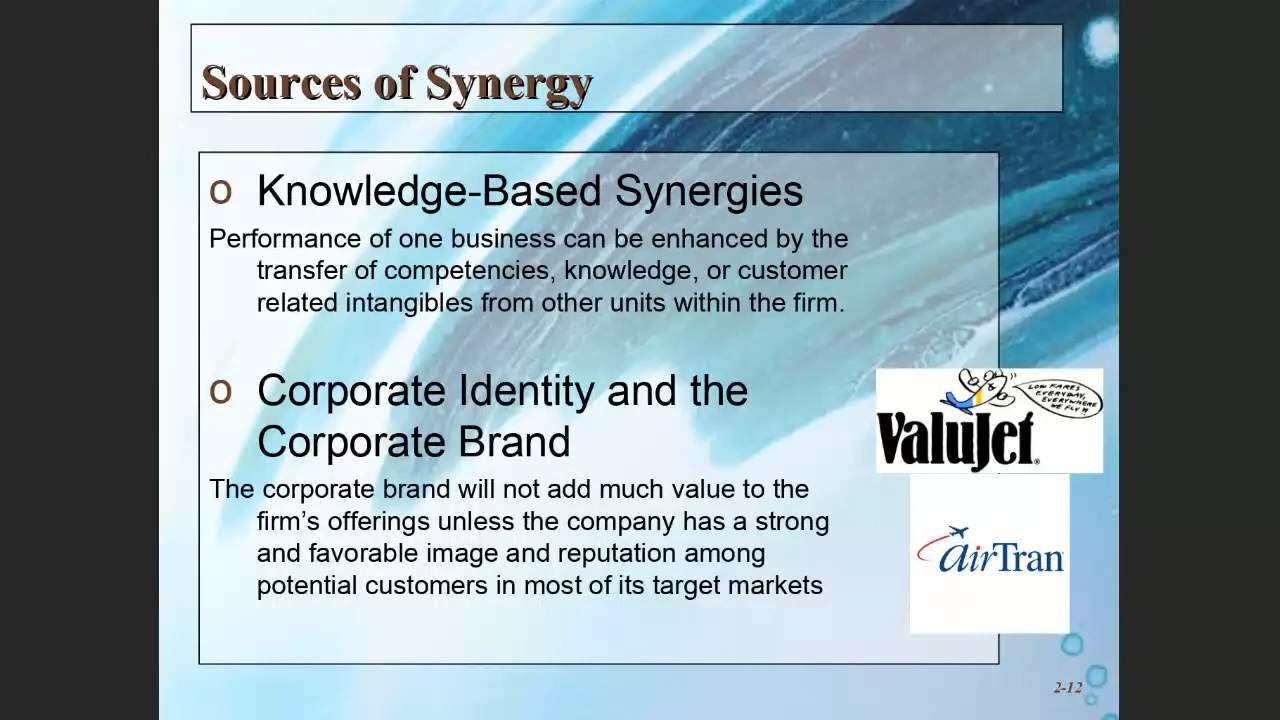 Sources of Synergy
o Knowledge-Based Synergies
Performance of one business can be enhanced by the
transfer of competencies, knowledge, or customer
related intangibles from other units within the firm.
o Corporate Identity and the
Corporate Brand
The corporate brand will not add much value to the
firm’s offerings unless the company has a strong
and favorable image and reputation among
potential customers in most of its target markets
LOW FARES
EVERYDAY,
EVERYWHERE
WE FLY!!
ValuJet®
airTran
2-12